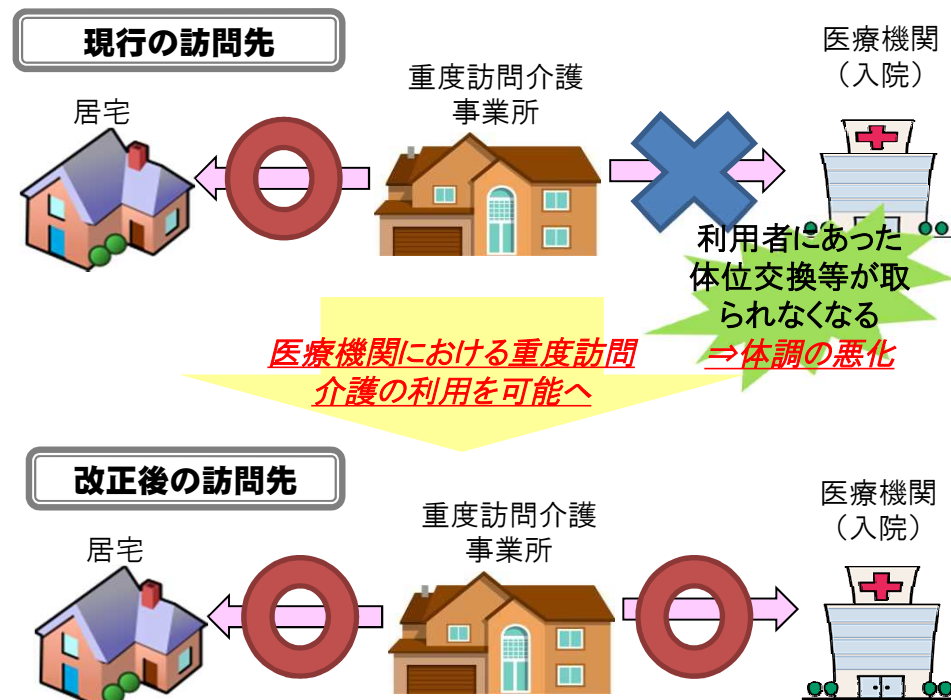 現行の訪問先
医療機関
（入院）
重度訪問介護
事業所
居宅
利用者にあった
体位交換等が取
られなくなる
⇒体調の悪化
医療機関における重度訪問
介護の利用を可能へ
改正後の訪問先
医療機関
（入院）
重度訪問介護
事業所
居宅